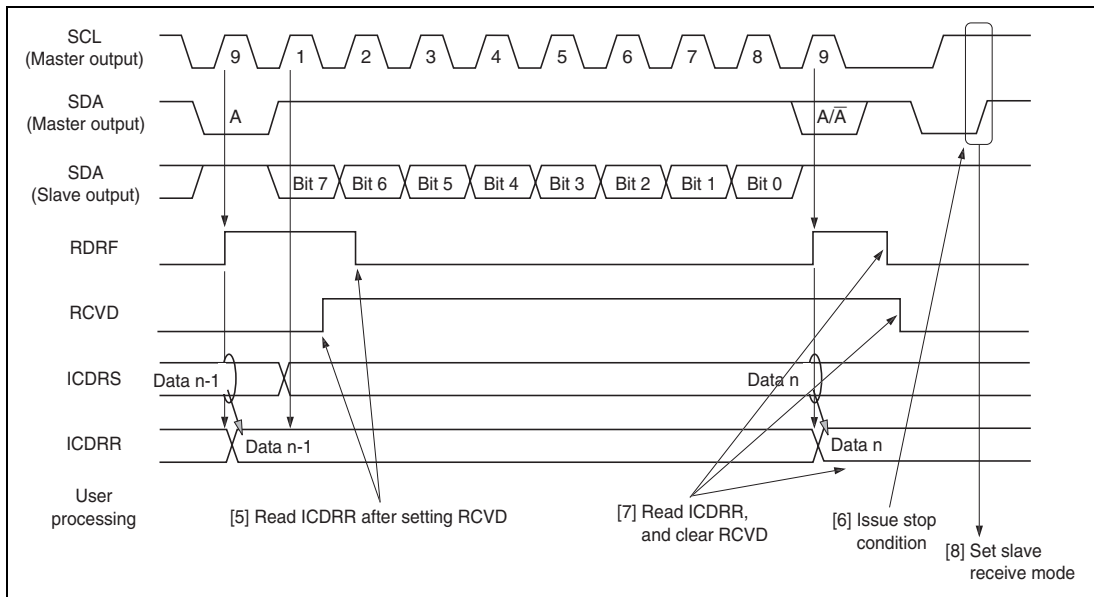 SCL
(Master output)
9 1 2 3 4 5 6 7 8 9
SDA
(Master output)
A A/A̅
SDA
(Slave output)
Bit 7 Bit 6 Bit 5 Bit 4 Bit 3 Bit 2 Bit 1 Bit 0
RDRF
RCVD
ICDRS
Data n-1 Data n
ICDRR
Data n-1 Data n
User
processing
[5] Read ICDRR after setting RCVD
[7] Read ICDRR,
and clear RCVD
[6] Issue stop
condition
[8] Set slave
receive mode